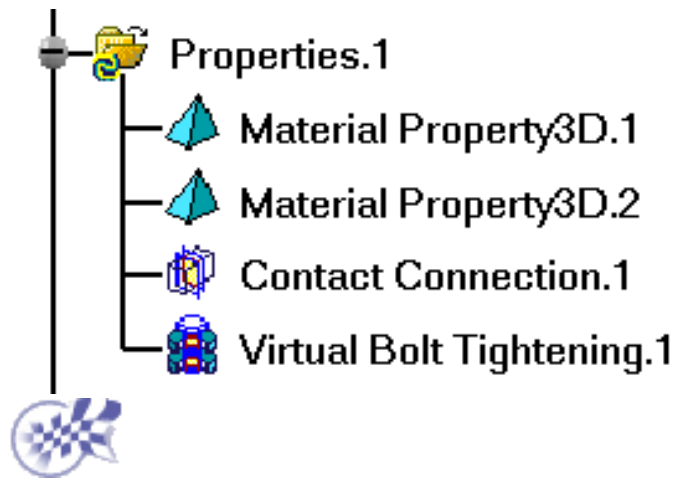 Properties.1
Material Property3D.1
Material Property3D.2
Contact Connection.1
Virtual Bolt Tightening.1